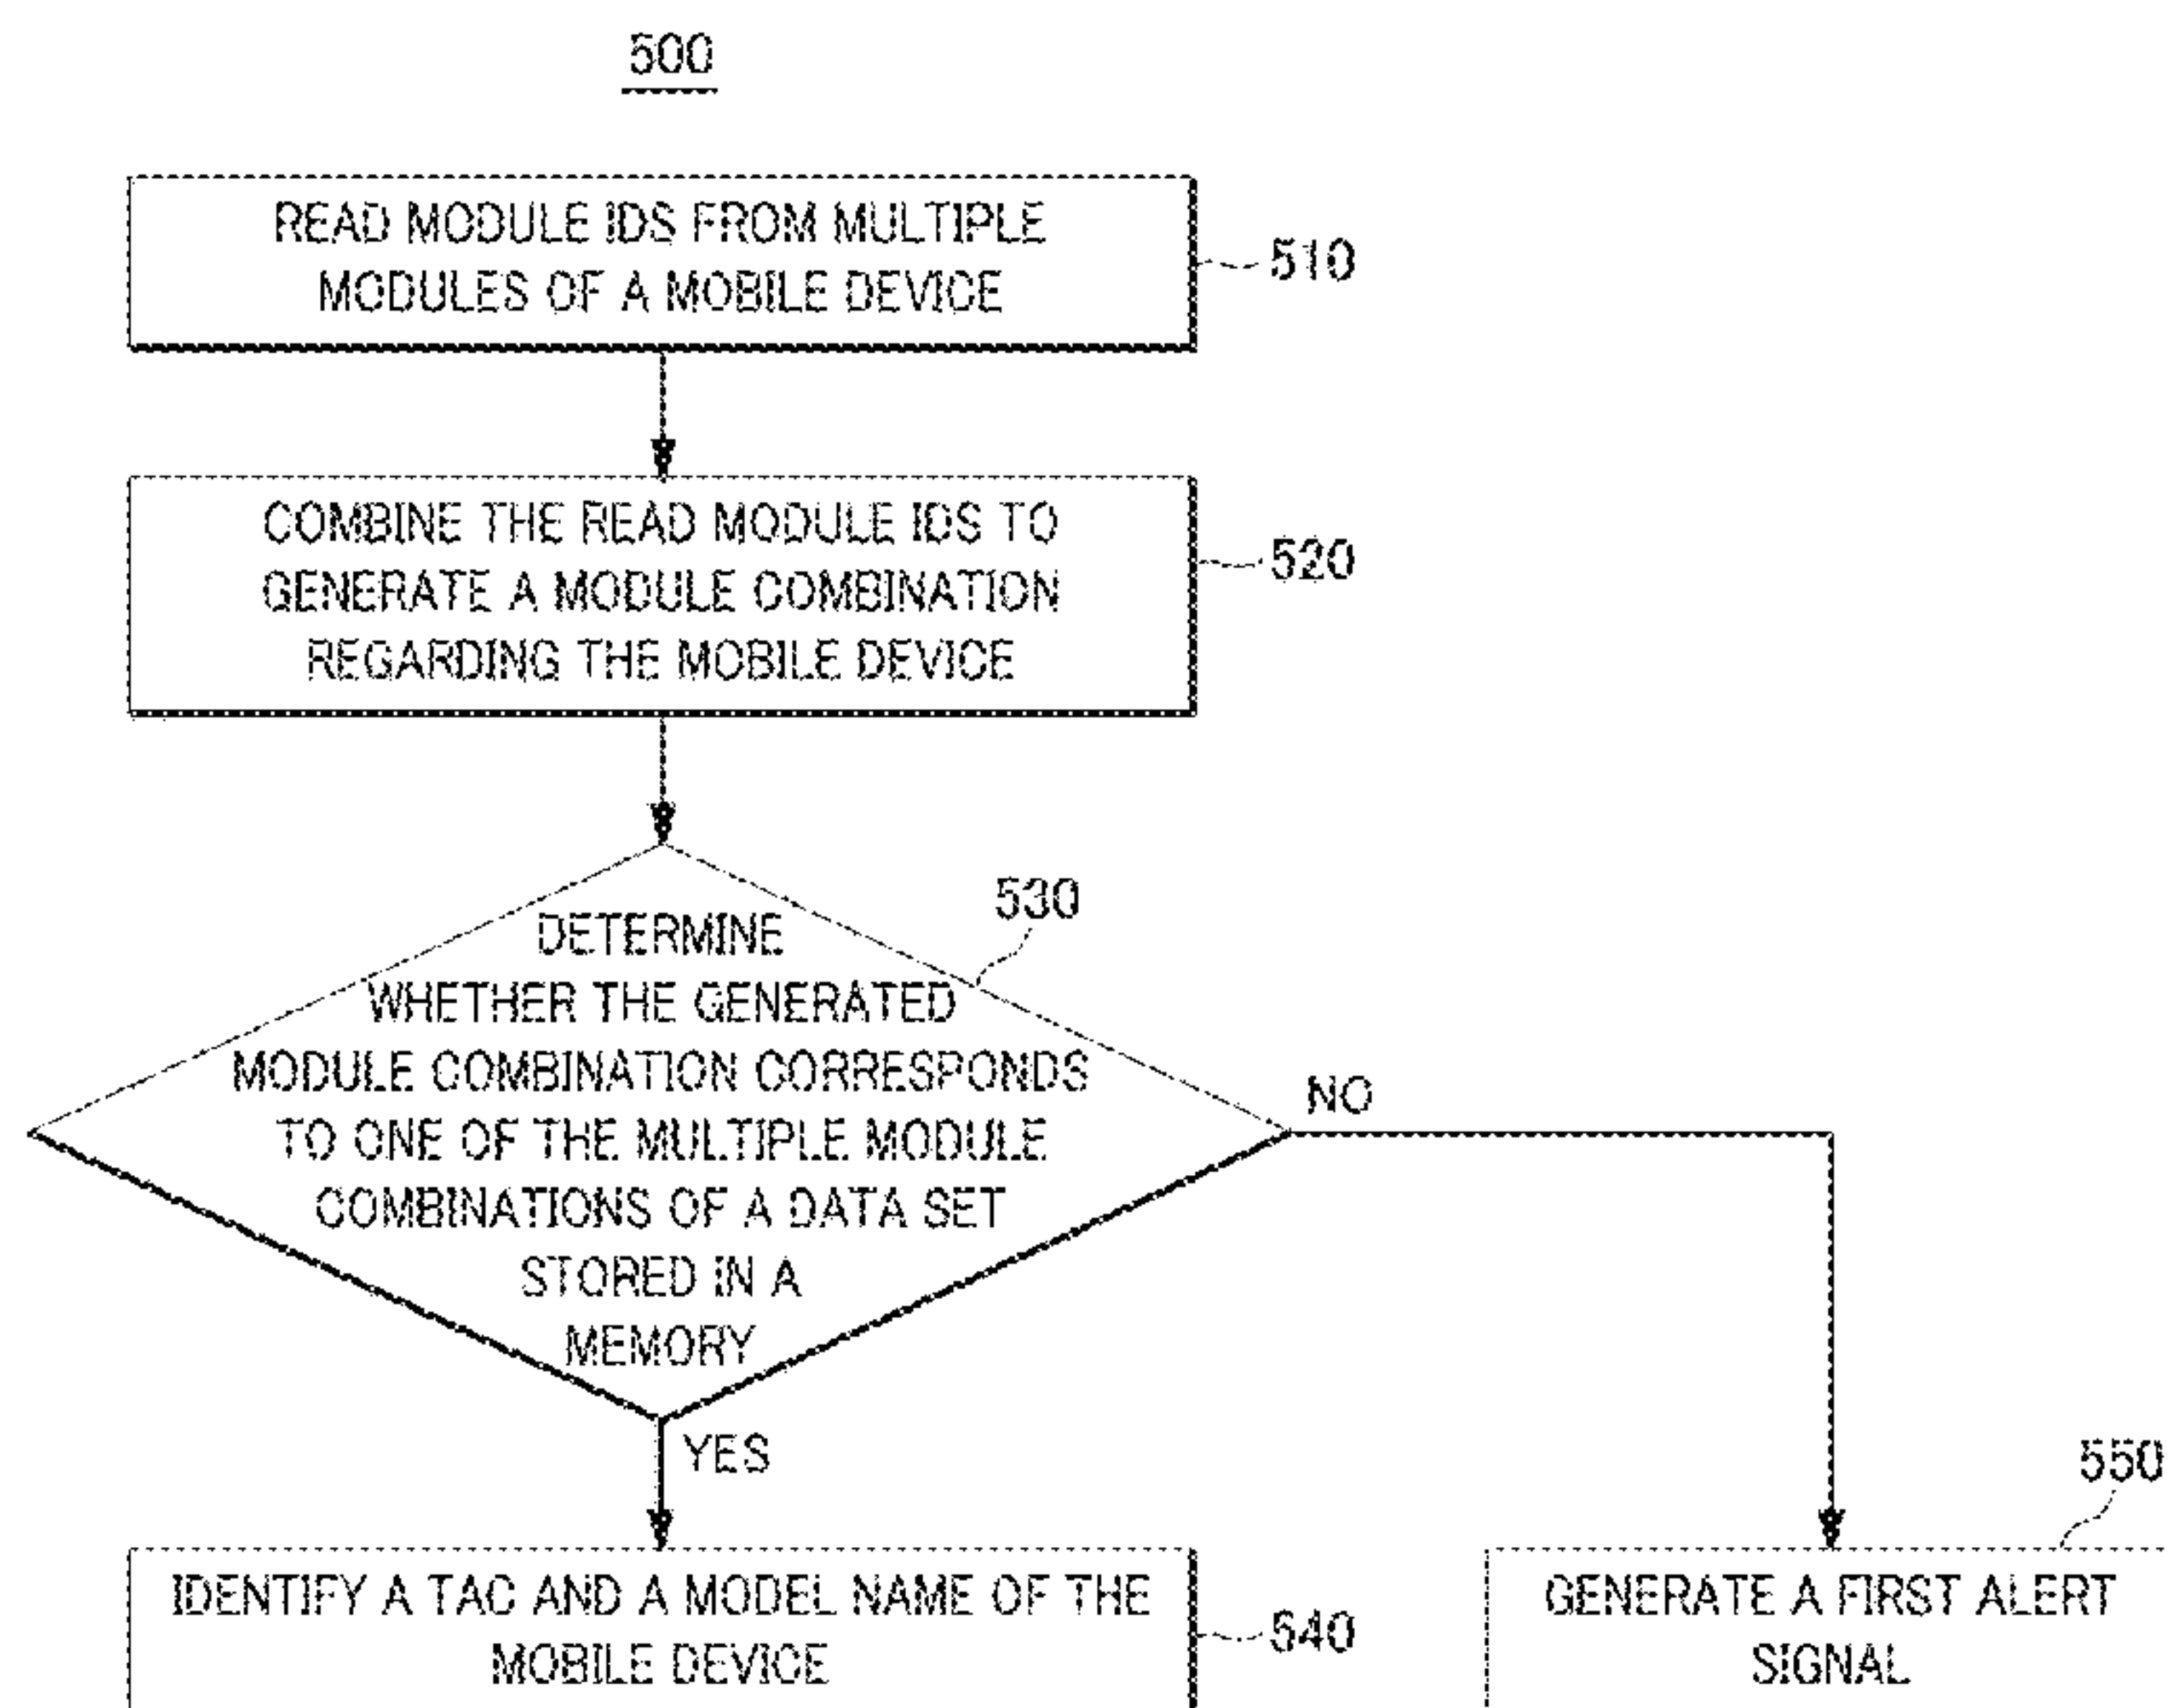 500
READ MODULE IDS FROM MULTIPLE
MODULES OF A MOBILE DEVICE
510
COMBINE THE READ MODULE IDS TO
GENERATE A MODULE COMBINATION
REGARDING THE MOBILE DEVICE
520
530
DETERMINE
WHETHER THE GENERATED
MODULE COMBINATION CORRESPONDS
TO ONE OF THE MULTIPLE MODULE
COMBINATIONS OF A DATA SET
STORED IN A
MEMORY
NO
YES
550
IDENTIFY A TAC AND A MODEL NAME OF THE
MOBILE DEVICE
540
GENERATE A FIRST ALERT
SIGNAL